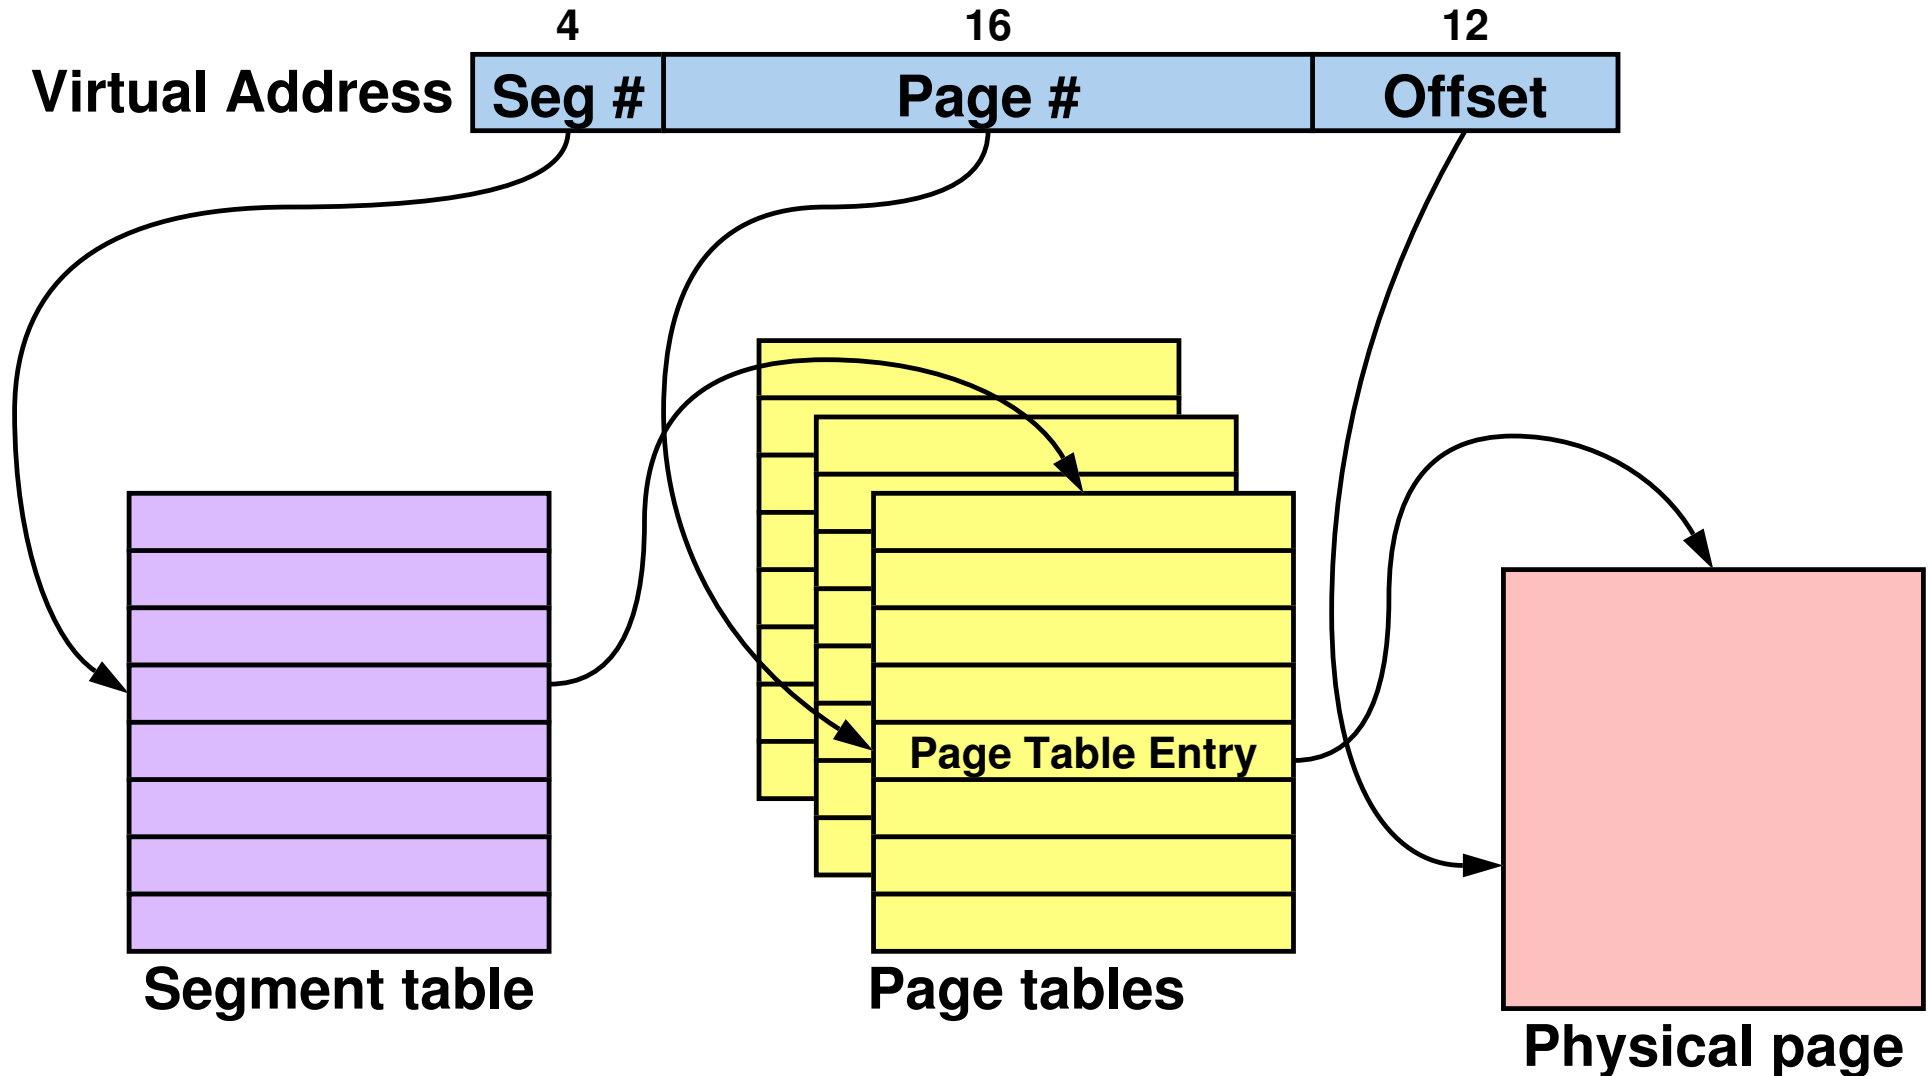 4 16 12
Virtual Address Seg # Page # Offset
Page Table Entry
Segment table
Page tables
Physical page